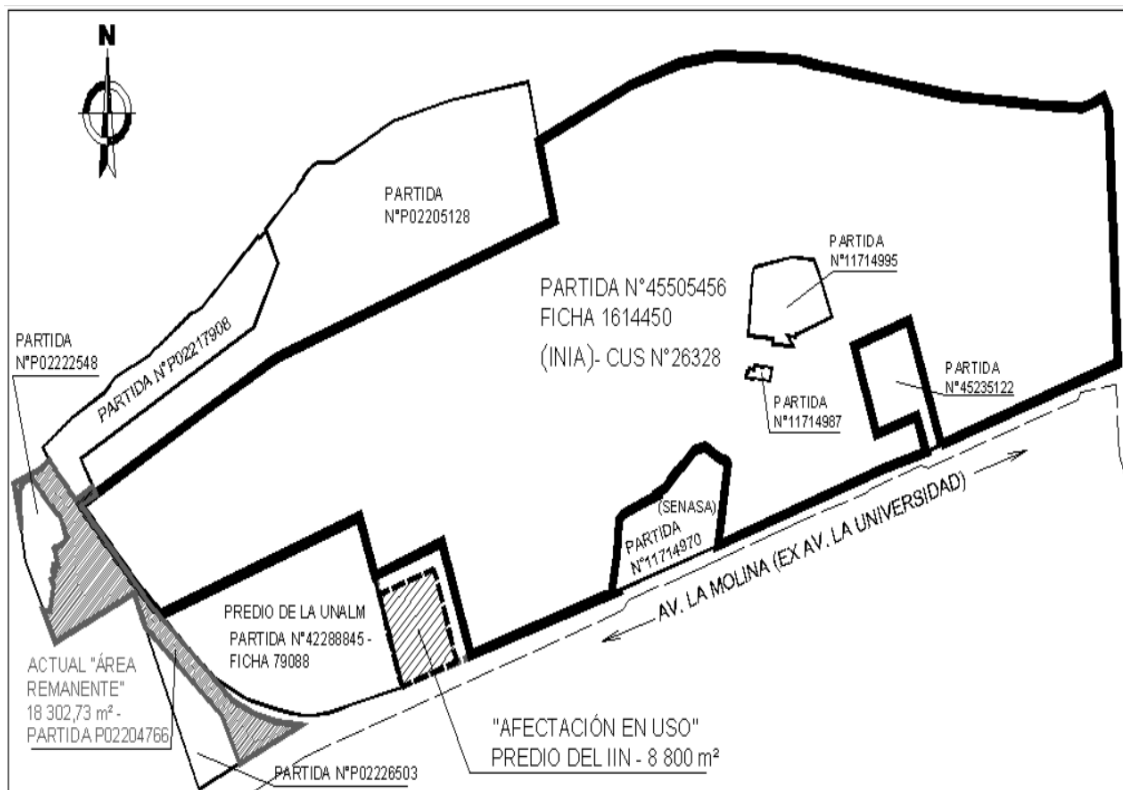 N
PARTIDA
N°P02205128
PARTIDA
N°11714995
PARTIDA N°45505456
FICHA 1614450
(INIA)- CUS N°26328
PARTIDA
N°P02222548
PARTIDA N°P02217908
PARTIDA
N°45235122
PARTIDA
N°11714987
(SENASA)
PARTIDA
N°11714970
AV. LA MOLINA (EX AV. LA UNIVERSIDAD)
PREDIO DE LA UNALM
PARTIDA N°42288845 -
FICHA 79088
ACTUAL "ÁREA
REMANENTE"
18 302,73 m² -
PARTIDA P02204766
"AFECTACIÓN EN USO"
PREDIO DEL IIN - 8 800 m²
PARTIDA N°P02226503